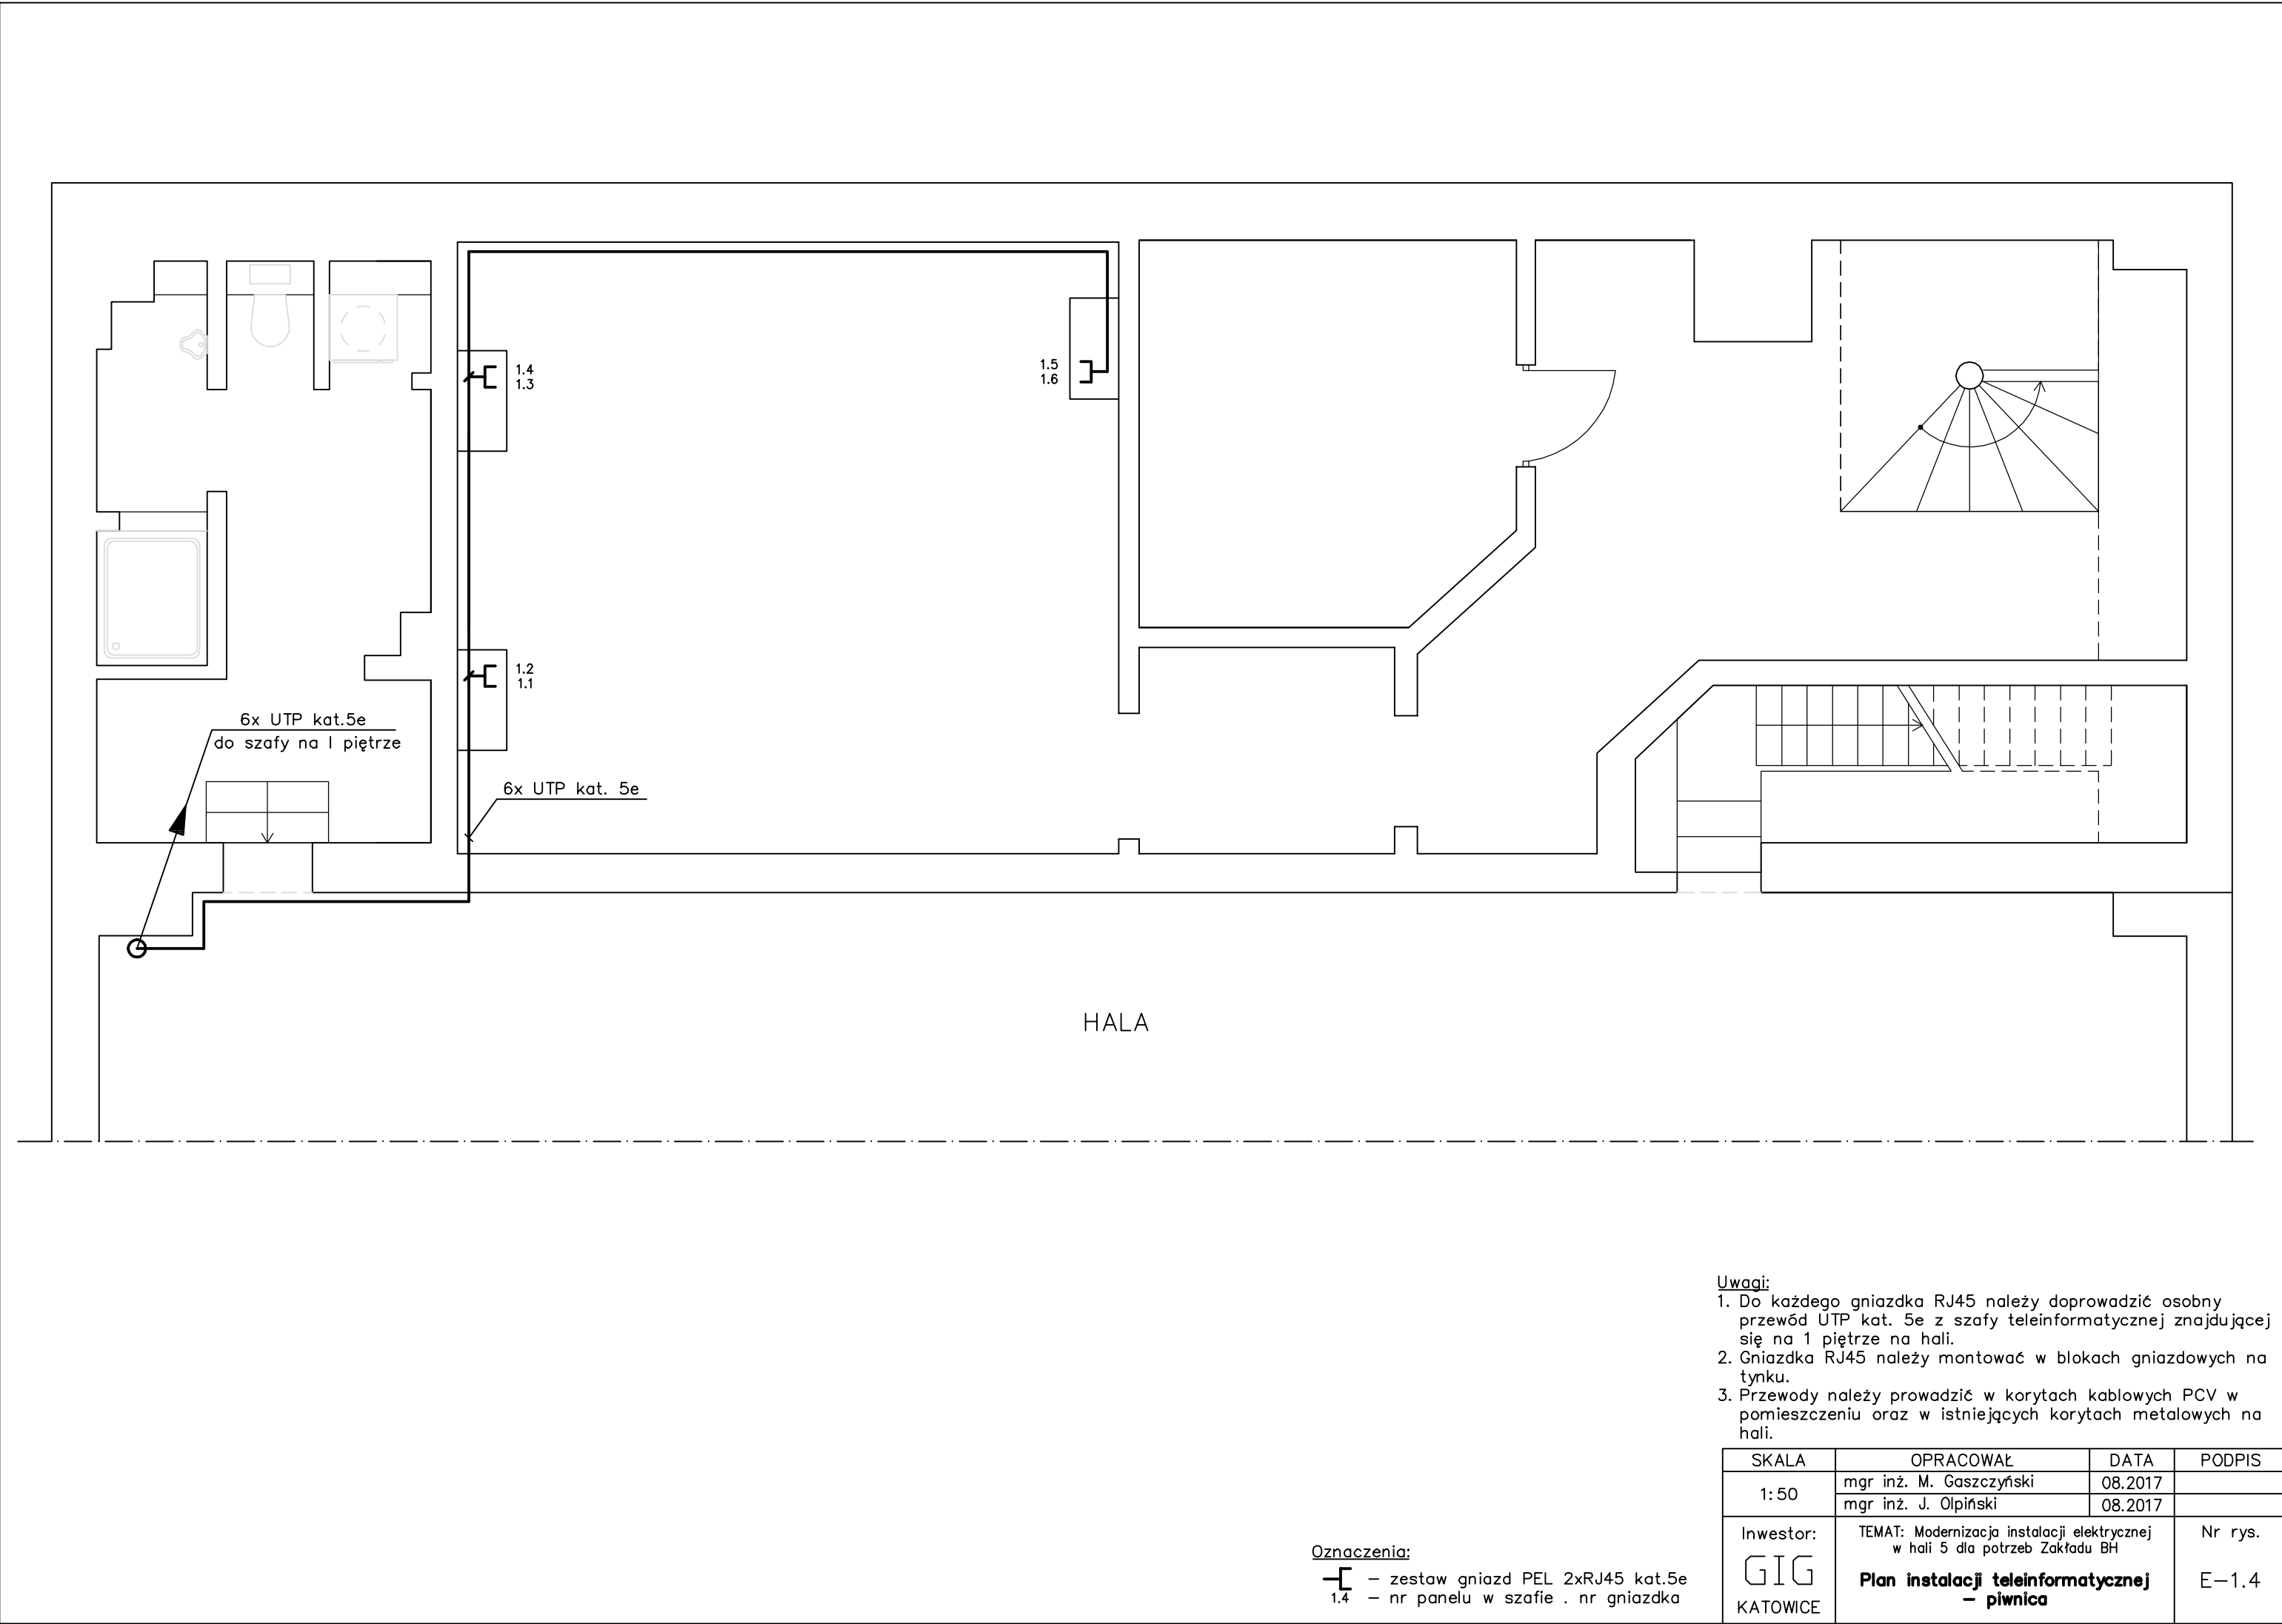 1.4
1.3
1.5
1.6
1.2
1.1
6x UTP kat.5e
do szafy na I piętrze
6x UTP kat. 5e
HALA
Uwagi:
1. Do każdego gniazdka RJ45 należy doprowadzić osobny
przewód UTP kat. 5e z szafy teleinformatycznej znajdującej
się na 1 piętrze na hali.
2. Gniazdka RJ45 należy montować w blokach gniazdowych na
tynku.
3. Przewody należy prowadzić w korytach kablowych PCV w
pomieszczeniu oraz w istniejących korytach metalowych na
hali.
SKALA OPRACOWAŁ DATA PODPIS
1:50
mgr inż. M. Gaszczyński 08.2017
mgr inż. J. Olpiński 08.2017
Inwestor:
GIG
KATOWICE
TEMAT: Modernizacja instalacji elektrycznej
w hali 5 dla potrzeb Zakładu BH
Plan instalacji teleinformatycznej
– piwnica
Nr rys.
E–1.4
Oznaczenia:
– zestaw gniazd PEL 2xRJ45 kat.5e
1.4 – nr panelu w szafie . nr gniazdka